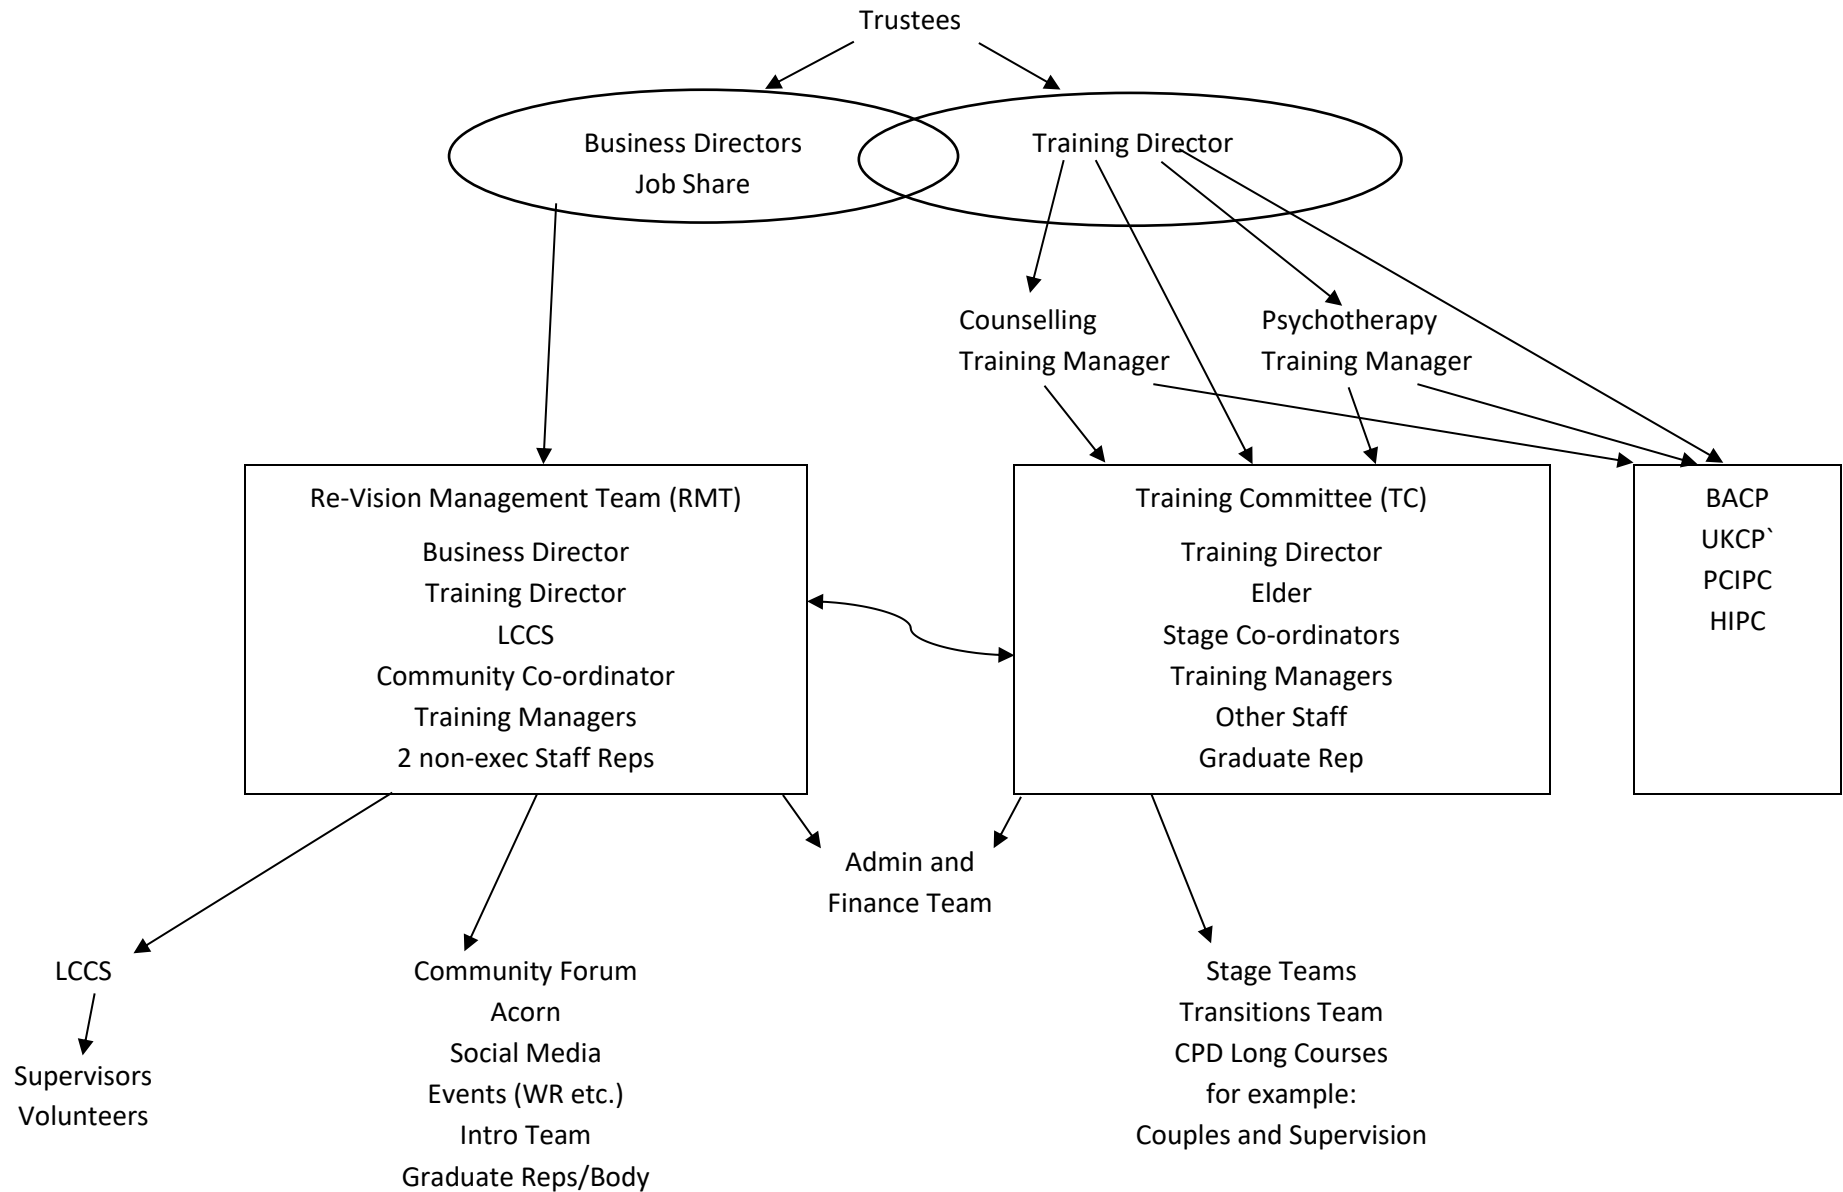 Trustees
Business Directors
Job Share
Training Director
Counselling
Training Manager
Psychotherapy
Training Manager
Re-Vision Management Team (RMT)
Business Director
Training Director
LCCS
Community Co-ordinator
Training Managers
2 non-exec Staff Reps
Training Committee (TC)
Training Director
Elder
Stage Co-ordinators
Training Managers
Other Staff
Graduate Rep
BACP
UKCP`
PCIPC
HIPC
Admin and
Finance Team
LCCS
Supervisors
Volunteers
Community Forum
Acorn
Social Media
Events (WR etc.)
Intro Team
Graduate Reps/Body
Stage Teams
Transitions Team
CPD Long Courses
for example:
Couples and Supervision